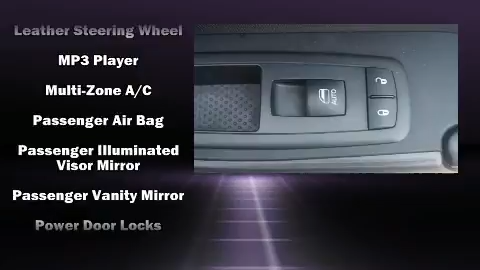 Leather Steering Wheel
MP3 Player
Multi-Zone A/C
Passenger Air Bag
Passenger Illuminated
Visor Mirror
Passenger Vanity Mirror
Power Door Locks
AUTO